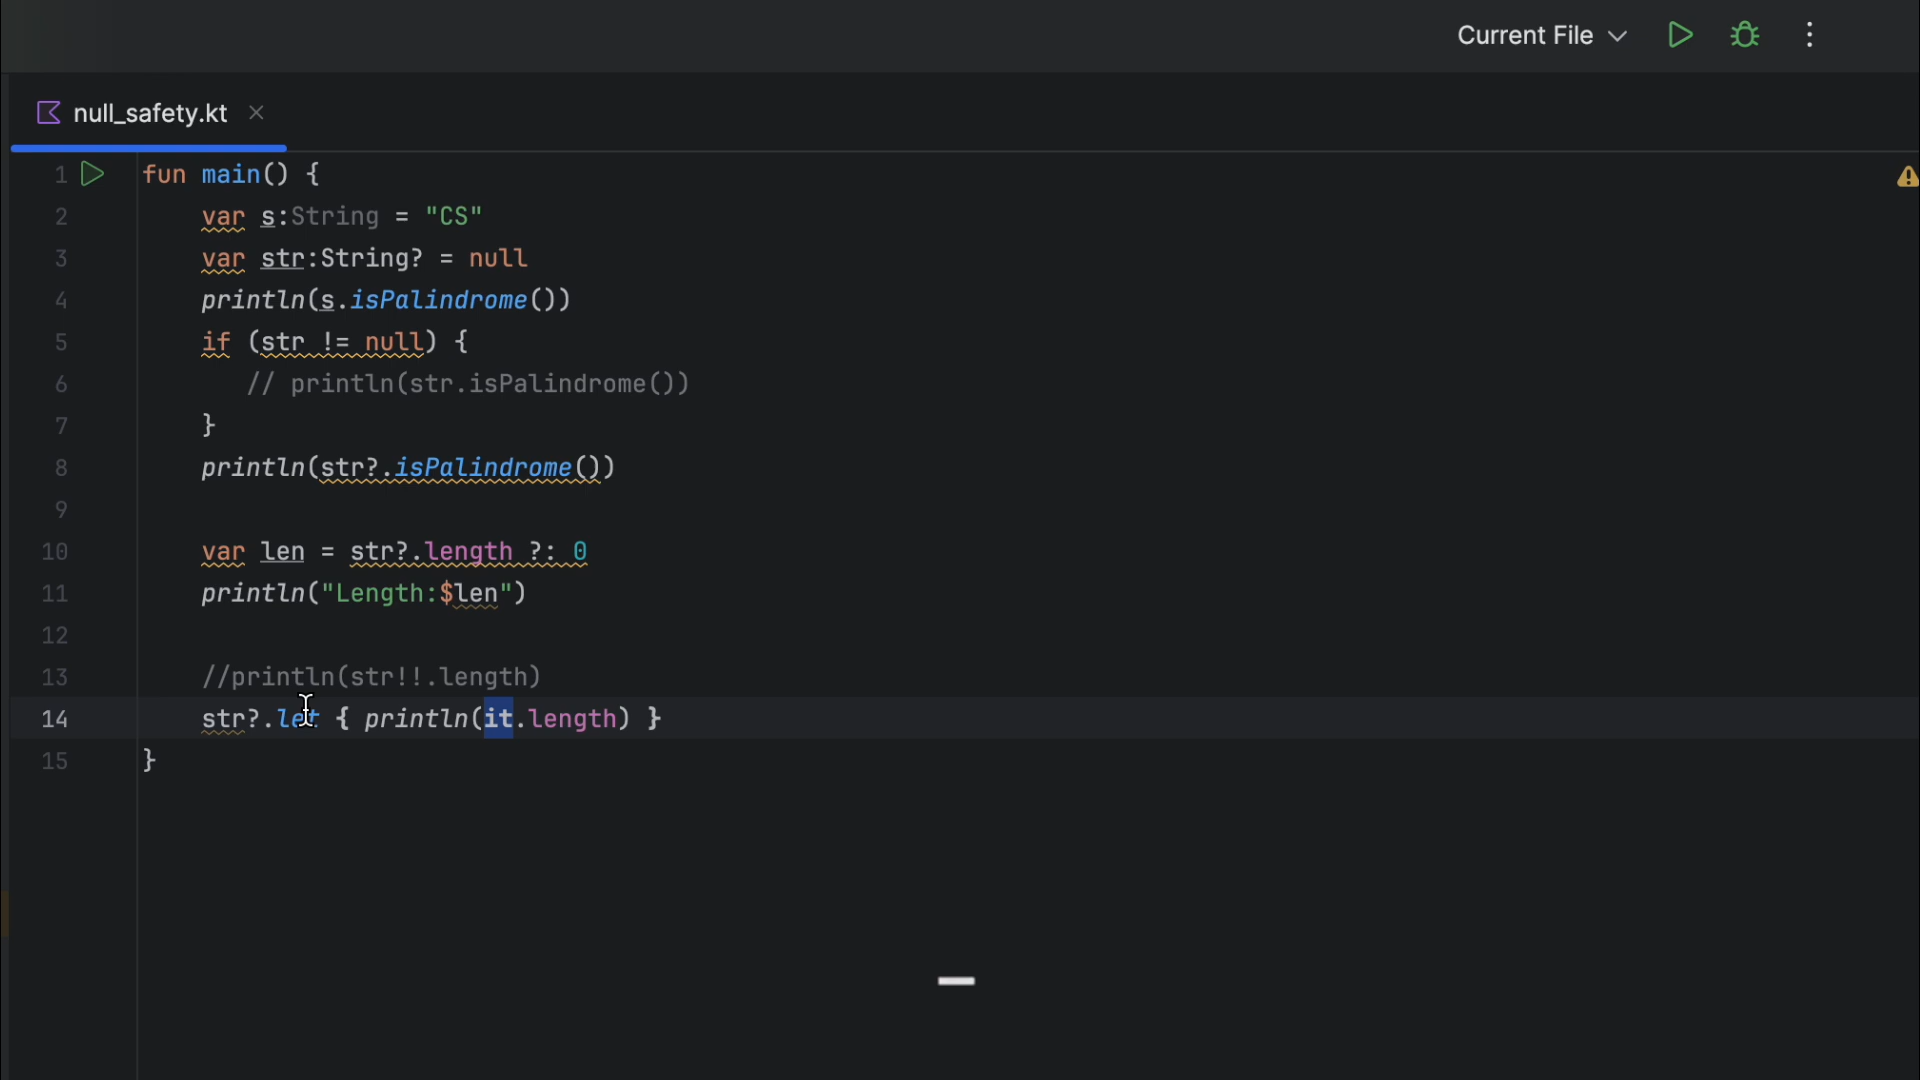 Current File
null_safety.kt
1 fun main() {
2 var s:String = "CS"
3 var str:String? = null
4 println(s.isPalindrome())
5 if (str != null) {
6 // println(str.isPalindrome())
7 }
8 println(str?.isPalindrome())
9
10 var len = str?.length ?: 0
11 println("Length:$len")
12
13 //println(str!!.length)
14 str?.let { println(it.length) }
15 }